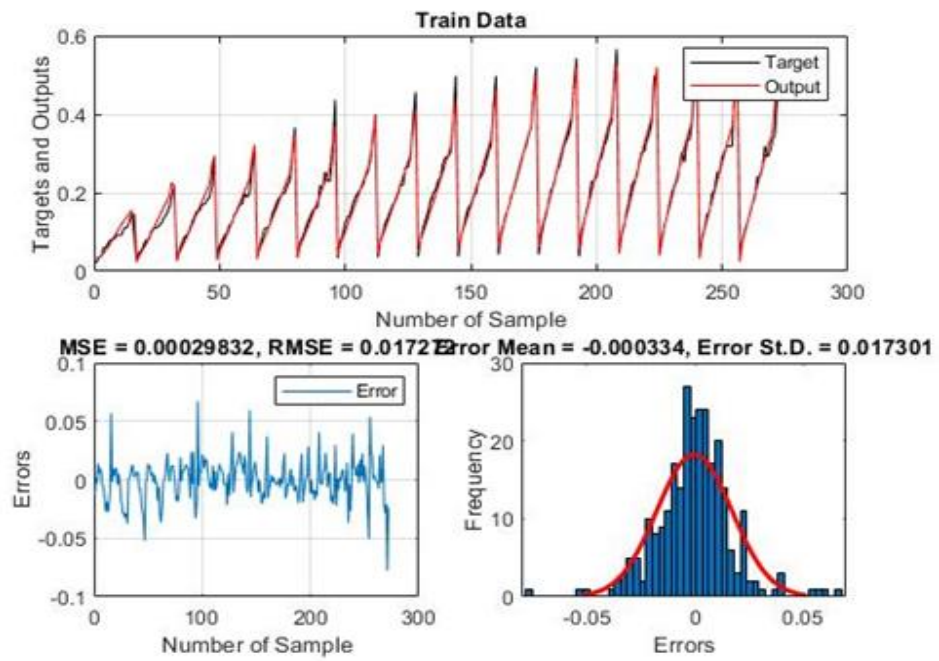 Train Data
Targets and Outputs
0.6
0.4
0.2
0
Target
Output
0 50 100 150 200 250 300
Number of Sample
MSE = 0.00029832, RMSE = 0.017272
Error Mean = -0.000334, Error St.D. = 0.017301
Errors
0.1
0.05
0
-0.05
-0.1
Error
0 100 200 300
Number of Sample
Frequency
30
20
10
0
-0.05 0 0.05
Errors